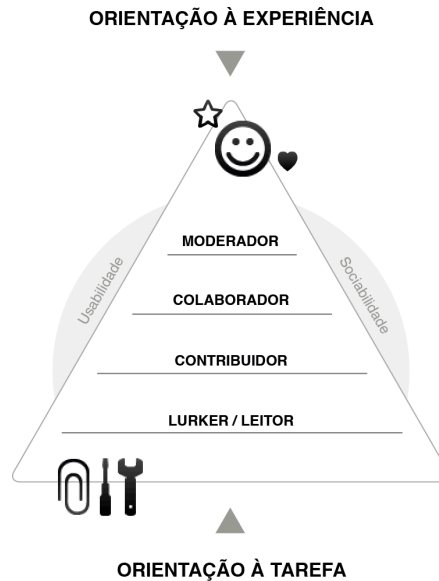 ORIENTAÇÃO À EXPERIÊNCIA
MODERADOR
Usabilidade
Sociabilidade
COLABORADOR
CONTRIBUIDOR
LURKER / LEITOR
ORIENTAÇÃO À TAREFA